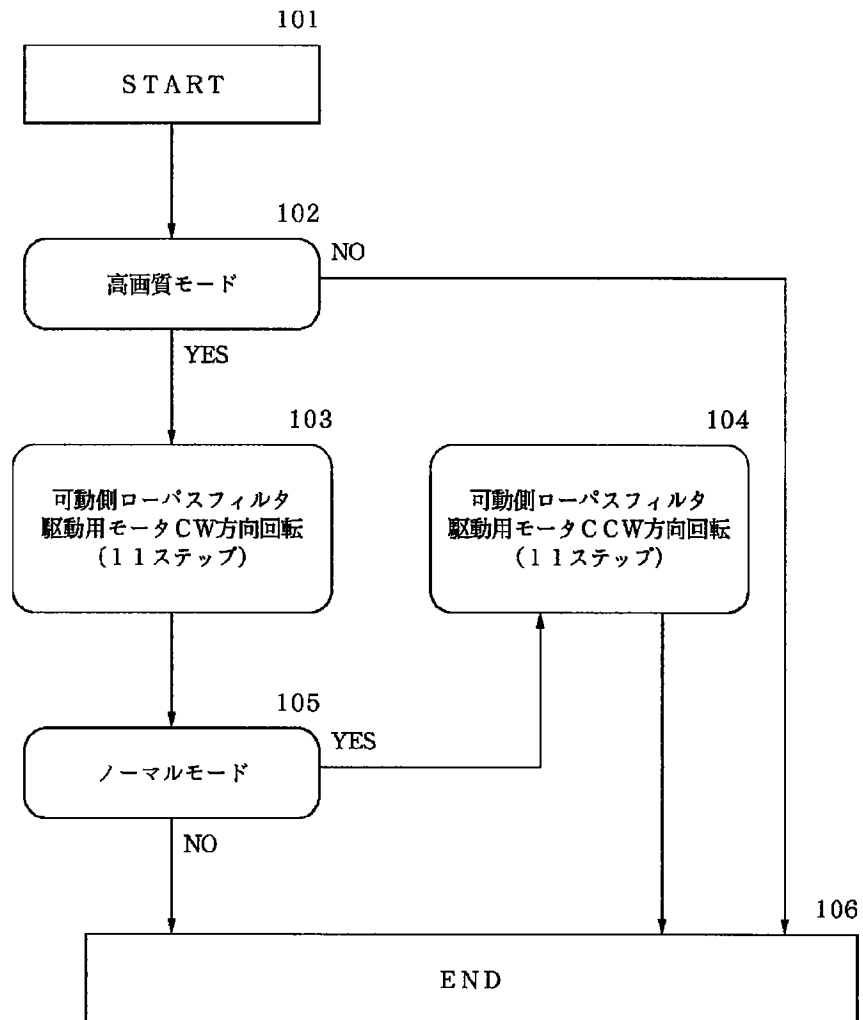 101
START
102
高画質モード
NO
YES
103
可動側ローパスフィルタ
駆動用モータCW方向回転
(11ステップ)
104
可動側ローパスフィルタ
駆動用モータCCW方向回転
(11ステップ)
105
ノーマルモード
YES
NO
106
END